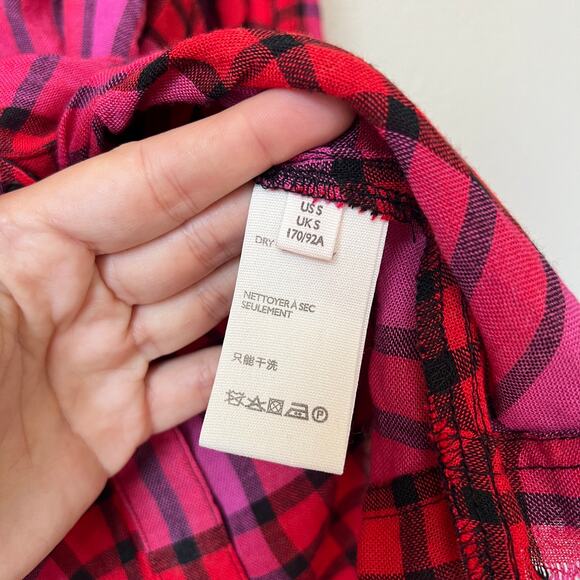 US S
UK S
170/92A
DRY
NETTOYER À SEC
SEULEMENT
只能干洗
P